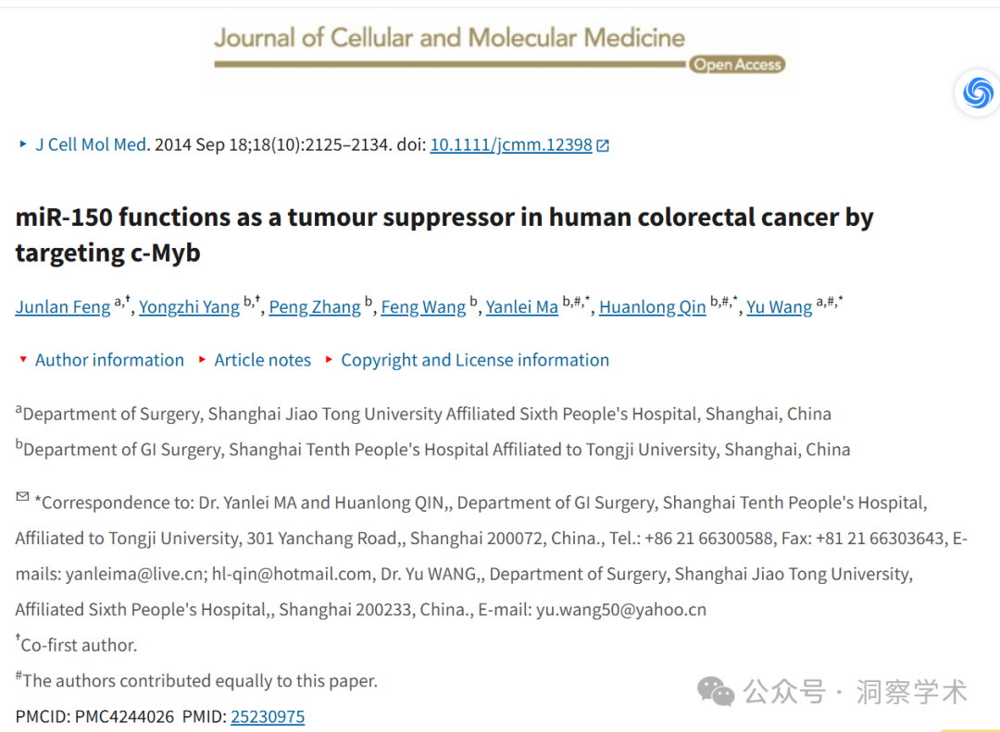 Journal of Cellular and Molecular Medicine
Open Access
J Cell Mol Med. 2014 Sep 18;18(10):2125–2134. doi: 10.1111/jcmm.12398
miR-150 functions as a tumour suppressor in human colorectal cancer by
targeting c-Myb
Junlan Feng a,†, Yongzhi Yang b,†, Peng Zhang b, Feng Wang b, Yanlei Ma b,#,*, Huanlong Qin b,#,*, Yu Wang a,#,*
Author information Article notes Copyright and License information
aDepartment of Surgery, Shanghai Jiao Tong University Affiliated Sixth People's Hospital, Shanghai, China
bDepartment of GI Surgery, Shanghai Tenth People's Hospital Affiliated to Tongji University, Shanghai, China
*Correspondence to: Dr. Yanlei MA and Huanlong QIN,, Department of GI Surgery, Shanghai Tenth People's Hospital,
Affiliated to Tongji University, 301 Yanchang Road,, Shanghai 200072, China., Tel.: +86 21 66300588, Fax: +81 21 66303643, E-
mails: yanleima@live.cn; hl-qin@hotmail.com, Dr. Yu WANG,, Department of Surgery, Shanghai Jiao Tong University,
Affiliated Sixth People's Hospital,, Shanghai 200233, China., E-mail: yu.wang50@yahoo.cn
†Co-first author.
#The authors contributed equally to this paper.
公众号 · 洞察学术
PMCID: PMC4244026 PMID: 25230975